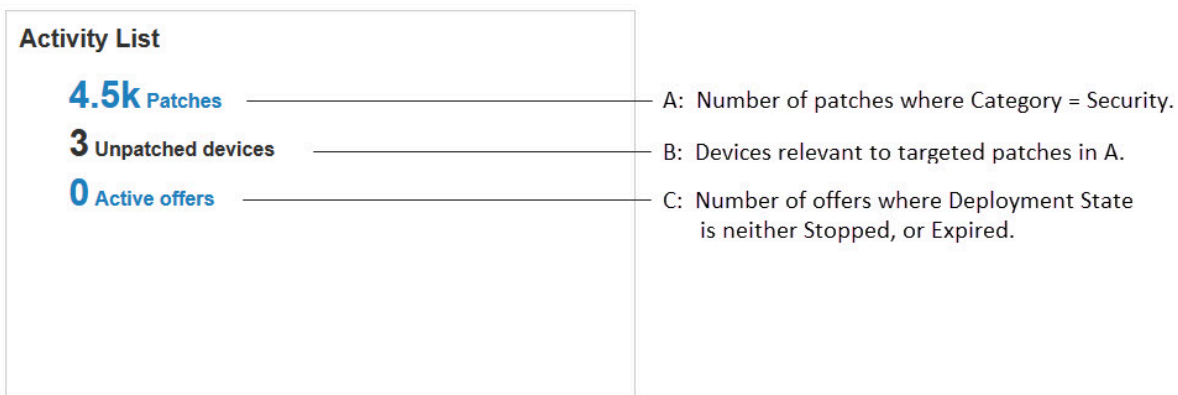 Activity List
4.5k Patches
A: Number of patches where Category = Security.
3 Unpatched devices
B: Devices relevant to targeted patches in A.
0 Active offers
C: Number of offers where Deployment State
is neither Stopped, or Expired.